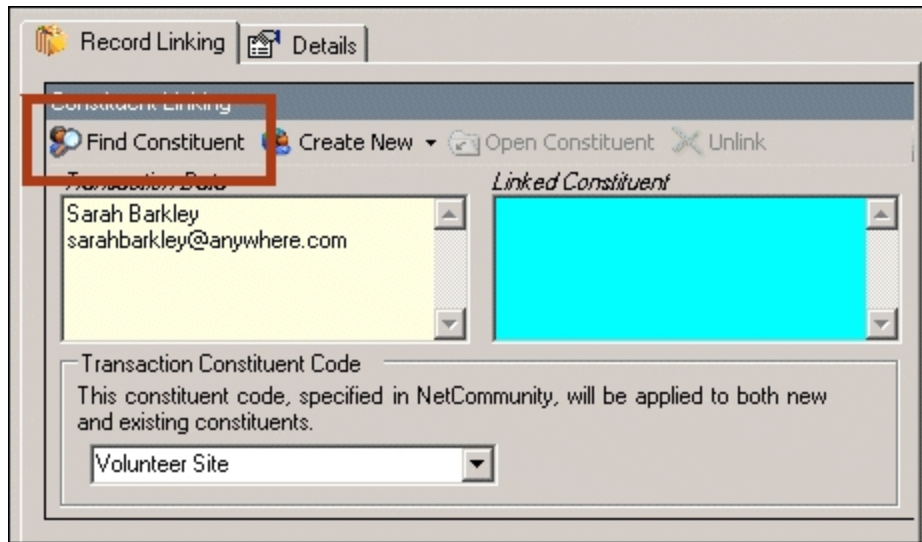 Record Linking
Details
Constituent Linking
Find Constituent
Create New
Open Constituent
Unlink
Transaction Data
Linked Constituent
Sarah Barkley
sarahbarkley@anywhere.com
Transaction Constituent Code
This constituent code, specified in NetCommunity, will be applied to both new
and existing constituents.
Volunteer Site